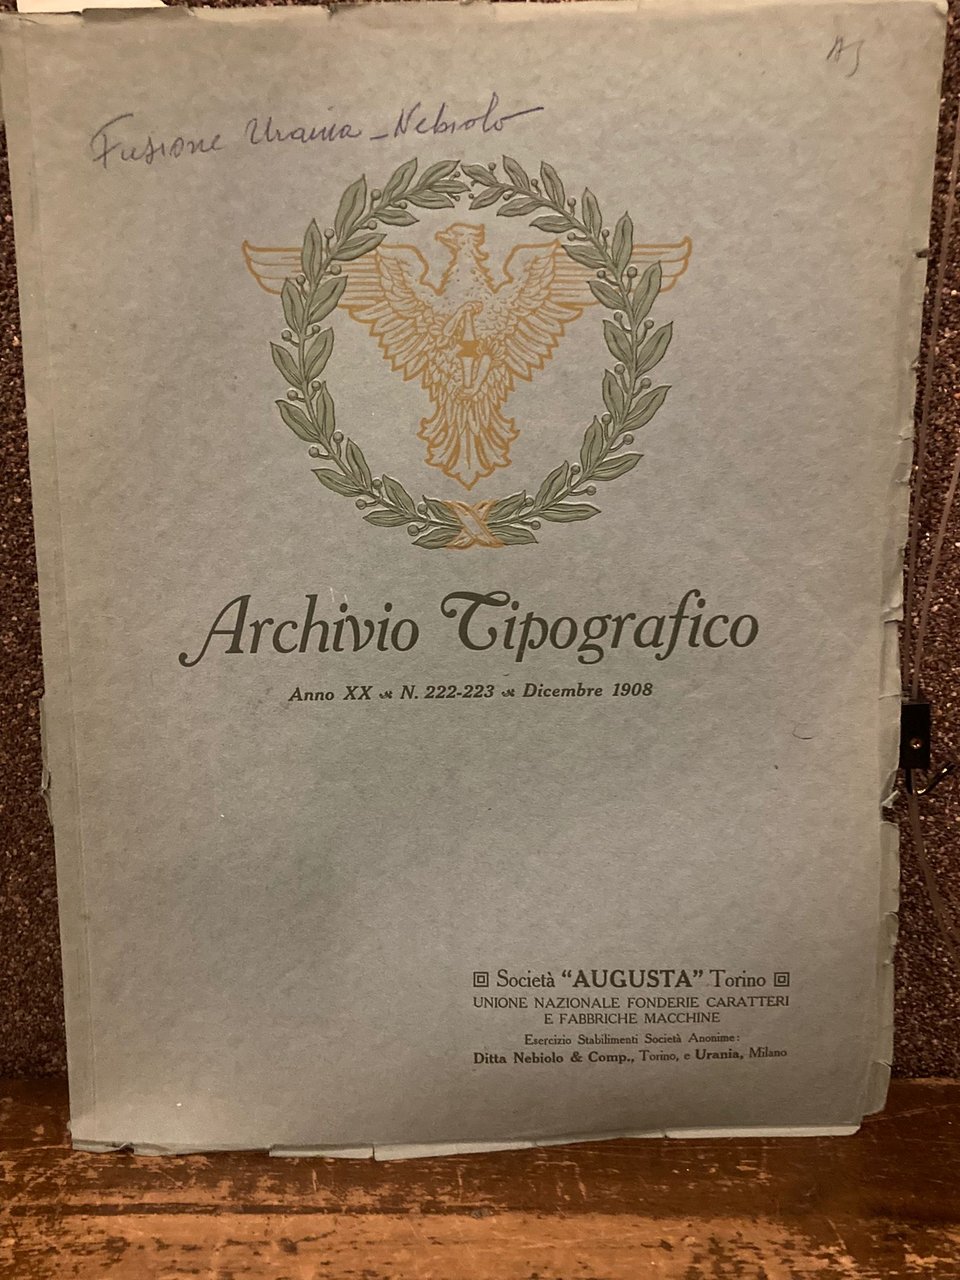 Fusione Urania - Nebiolo
Archivio Tipografico
Anno XX N. 222-223 Dicembre 1908
Società “AUGUSTA” Torino
UNIONE NAZIONALE FONDERIE CARATTERI
E FABBRICHE MACCHINE
Esercizio Stabilimenti Società Anonime:
Ditta Nebiolo & Comp., Torino, e Urania, Milano